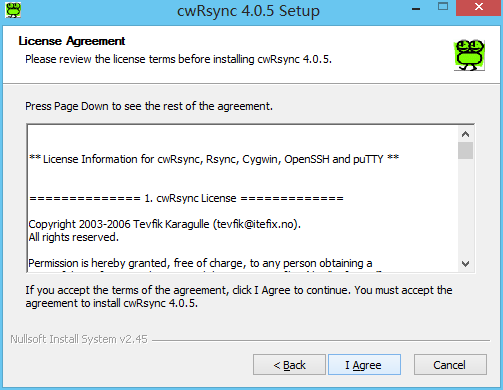 cwRsync 4.0.5 Setup
License Agreement
Please review the license terms before installing cwRsync 4.0.5.
Press Page Down to see the rest of the agreement.
** License Information for cwRsync, Rsync, Cygwin, OpenSSH and puTTY **
============== 1. cwRsync License =============
Copyright 2003-2006 Tevfik Karagulle (tevfik@itefix.no).
All rights reserved.
Permission is hereby granted, free of charge, to any person obtaining a
If you accept the terms of the agreement, click I Agree to continue. You must accept the
agreement to install cwRsync 4.0.5.
Nullsoft Install System v2.45
< Back
I Agree
Cancel